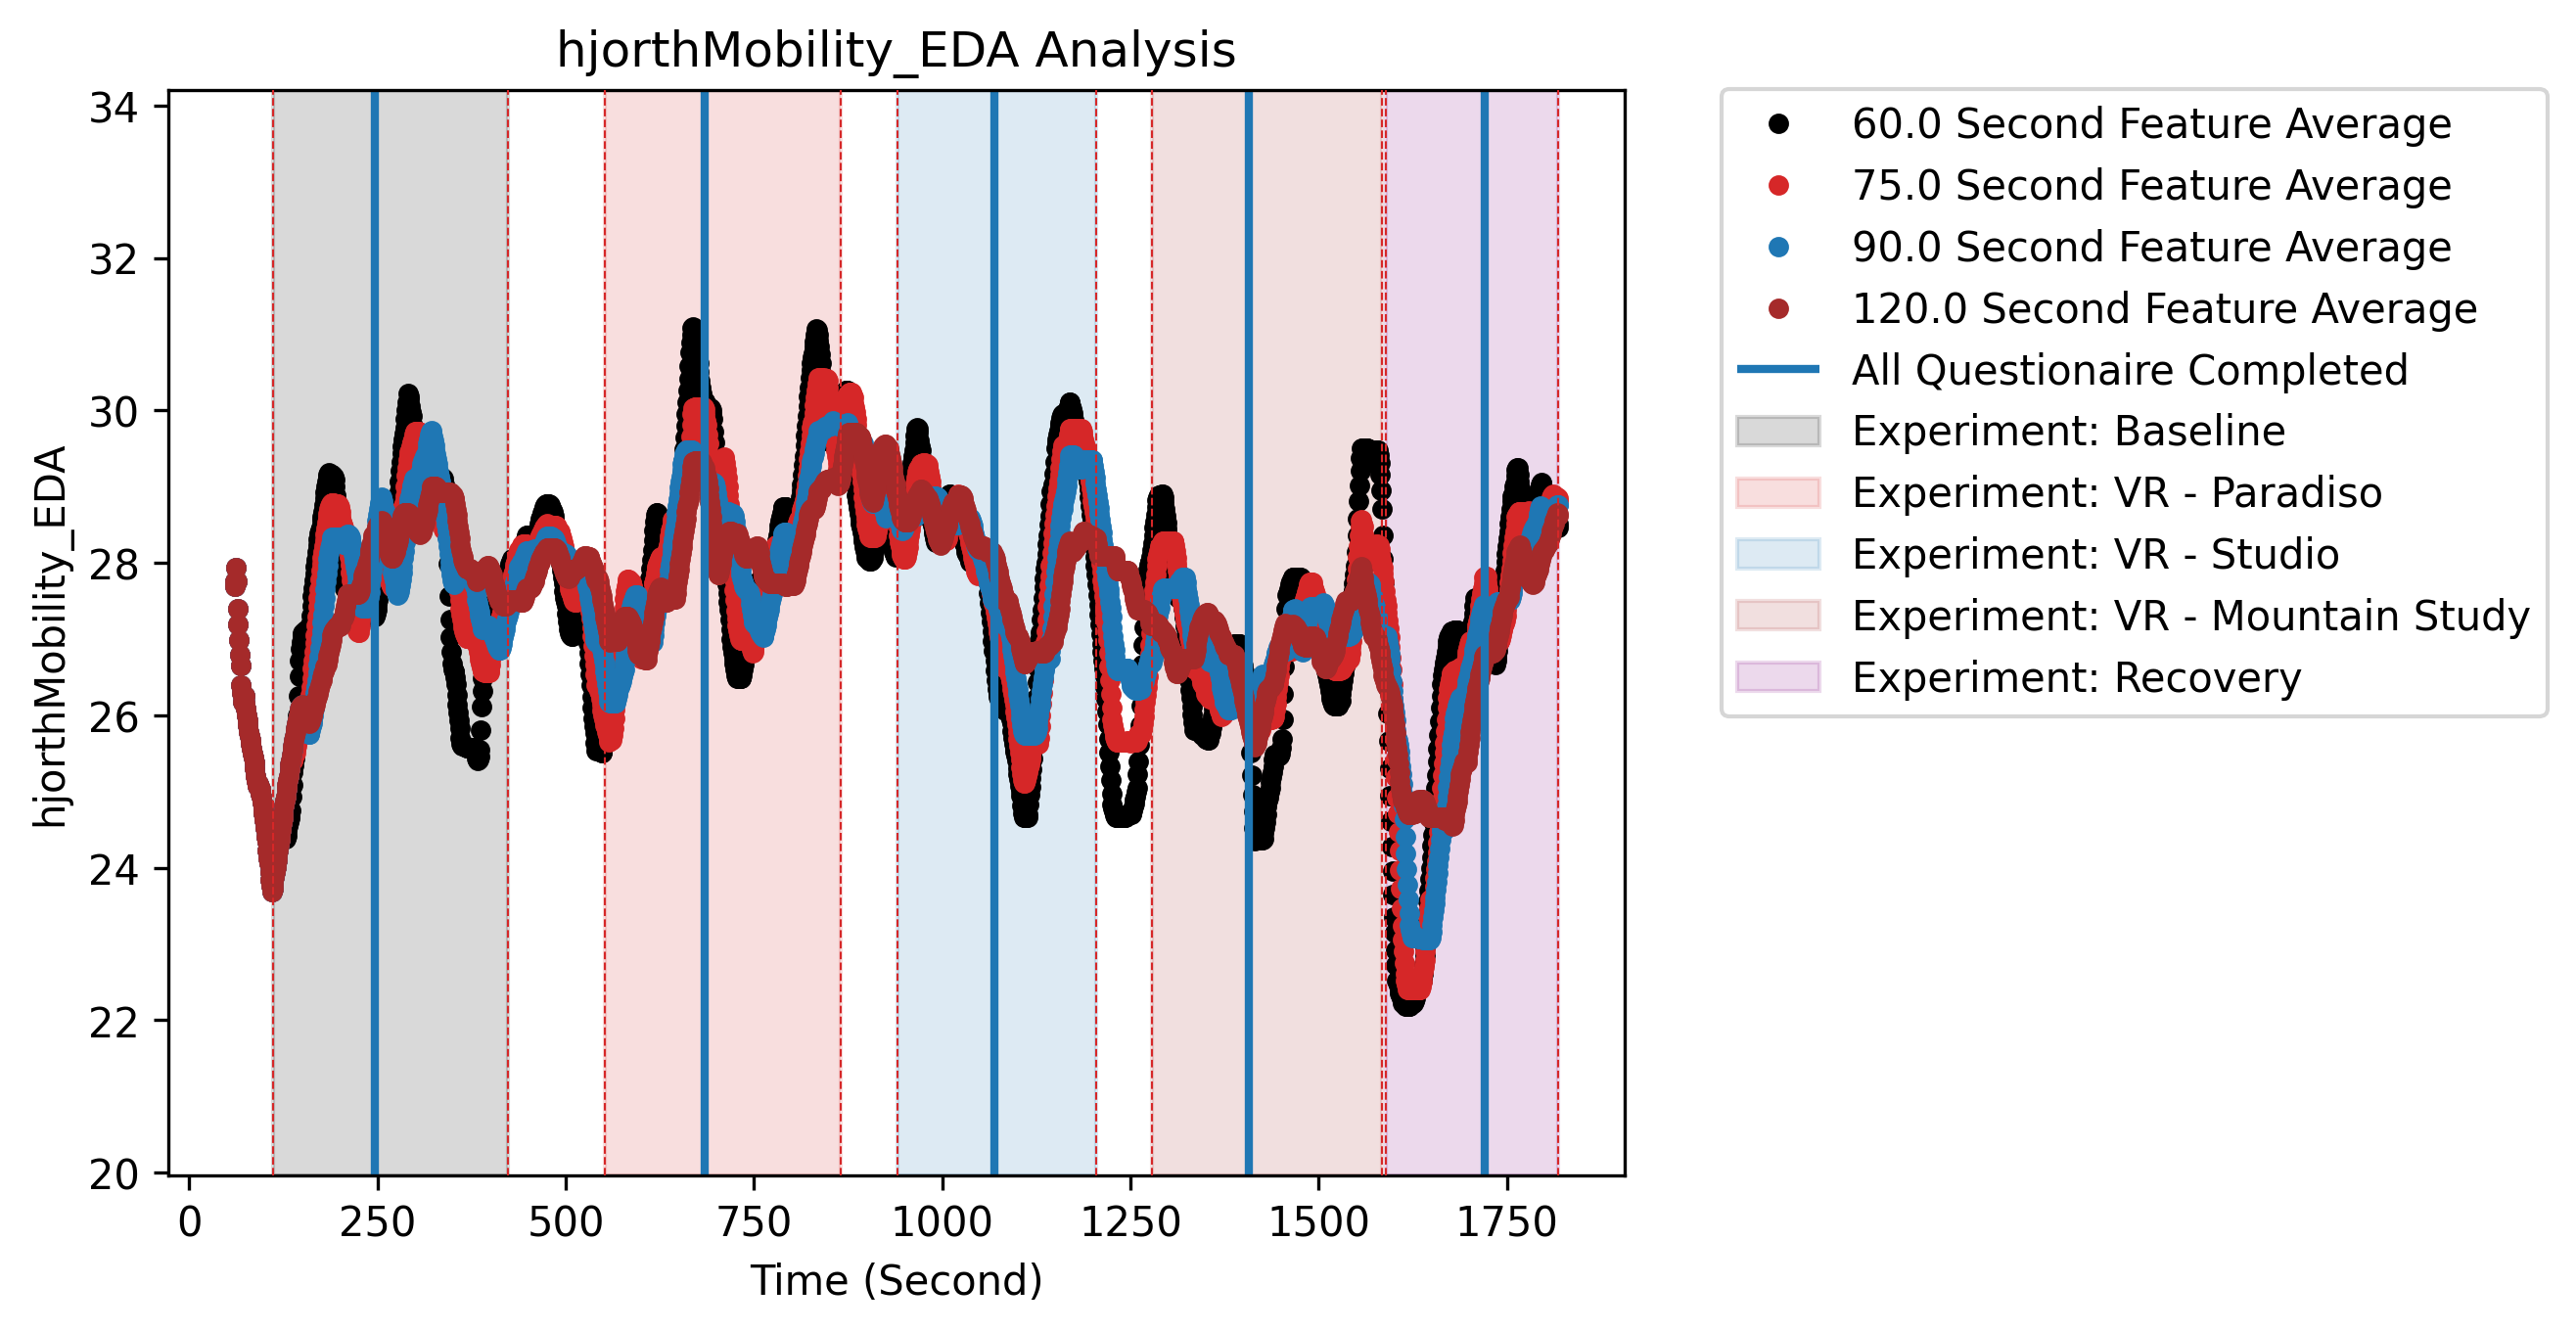 hjorthMobility_EDA Analysis
34
32
30
28
26
24
22
20
hjorthMobility_EDA
0 250 500 750 1000 1250 1500 1750
Time (Second)
60.0 Second Feature Average
75.0 Second Feature Average
90.0 Second Feature Average
120.0 Second Feature Average
All Questionaire Completed
Experiment: Baseline
Experiment: VR - Paradiso
Experiment: VR - Studio
Experiment: VR - Mountain Study
Experiment: Recovery